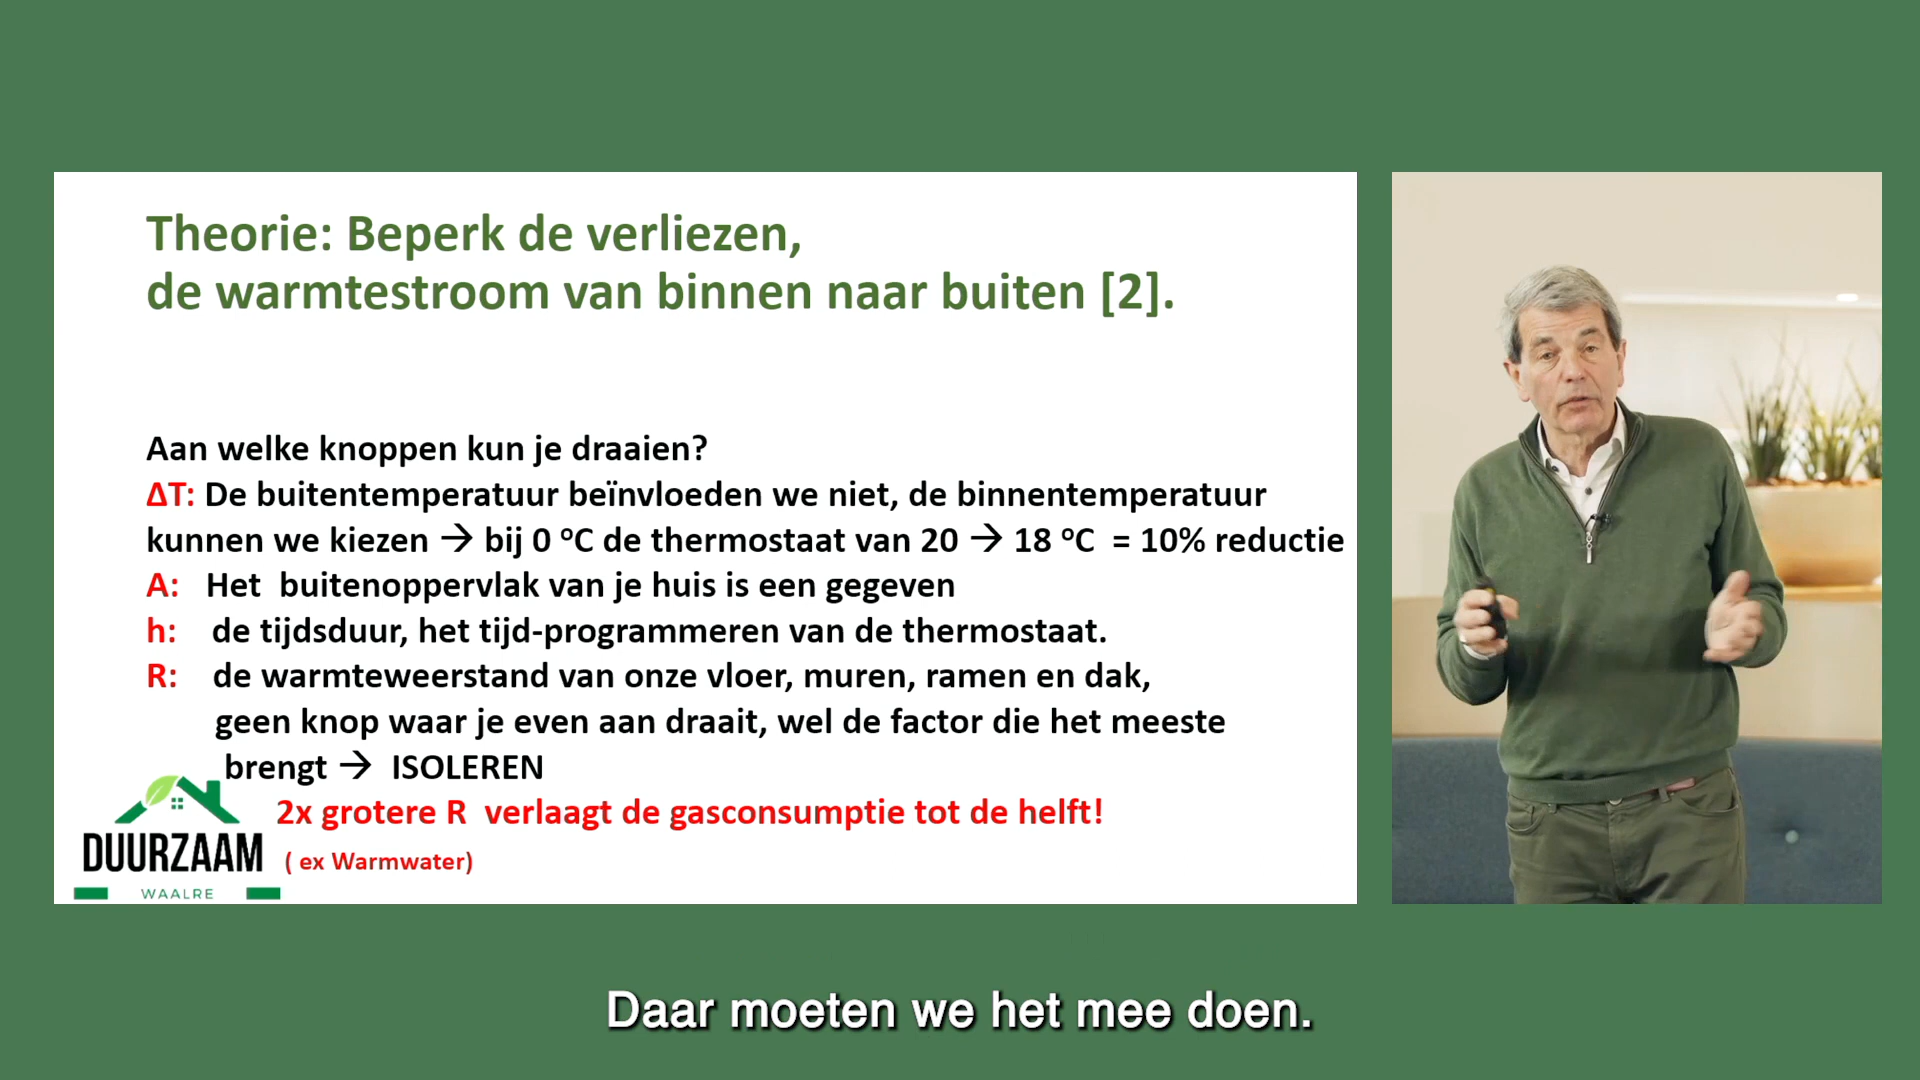 Theorie: Beperk de verliezen,
de warmtestroom van binnen naar buiten [2].
Aan welke knoppen kun je draaien?
ΔT: De buitentemperatuur beïnvloeden we niet, de binnentemperatuur
kunnen we kiezen → bij 0 °C de thermostaat van 20 → 18 °C = 10% reductie
A: Het buitenoppervlak van je huis is een gegeven
h: de tijdsduur, het tijd-programmeren van de thermostaat.
R: de warmteweerstand van onze vloer, muren, ramen en dak,
geen knop waar je even aan draait, wel de factor die het meeste
brengt → ISOLEREN
2x grotere R verlaagt de gasconsumptie tot de helft!
( ex Warmwater)
DUURZAAM
WAALRE
Daar moeten we het mee doen.